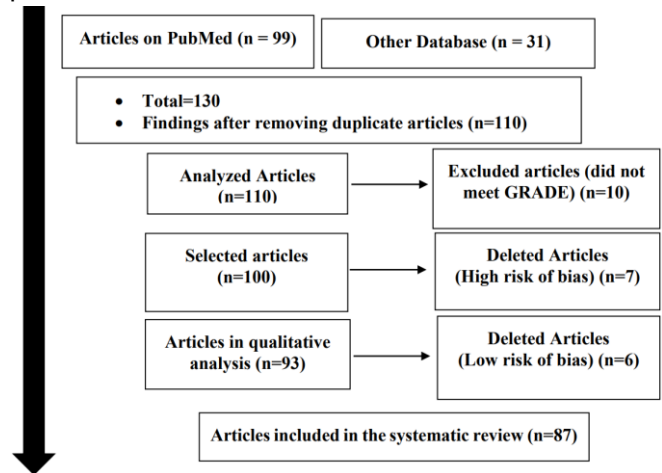 Articles on PubMed (n = 99)
Other Database (n = 31)
• Total=130
• Findings after removing duplicate articles (n=110)
Analyzed Articles
(n=110)
Excluded articles (did not
meet GRADE) (n=10)
Selected articles
(n=100)
Deleted Articles
(High risk of bias) (n=7)
Articles in qualitative
analysis (n=93)
Deleted Articles
(Low risk of bias) (n=6)
Articles included in the systematic review (n=87)